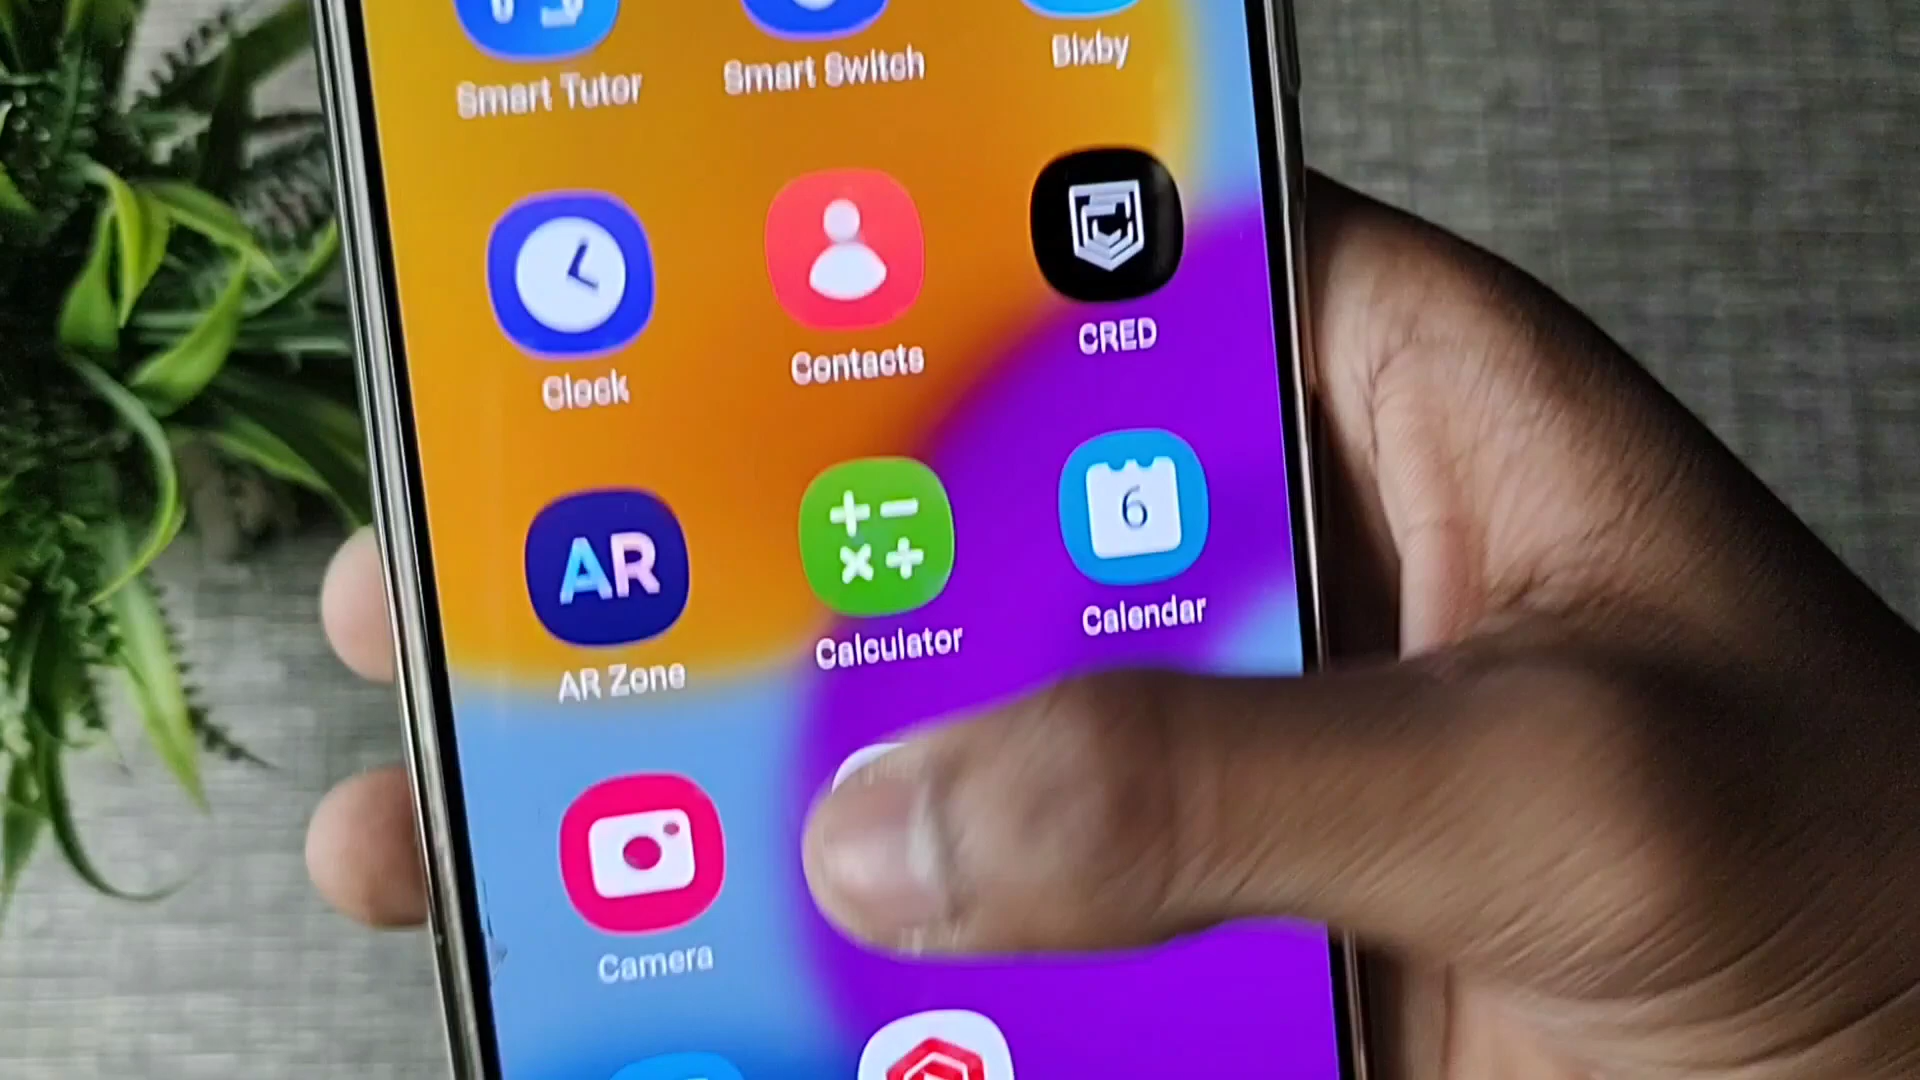 Smart Tutor
Smart Switch
Bixby
Clock
Contacts
CRED
AR
6
AR Zone
Calculator
Calendar
Camera